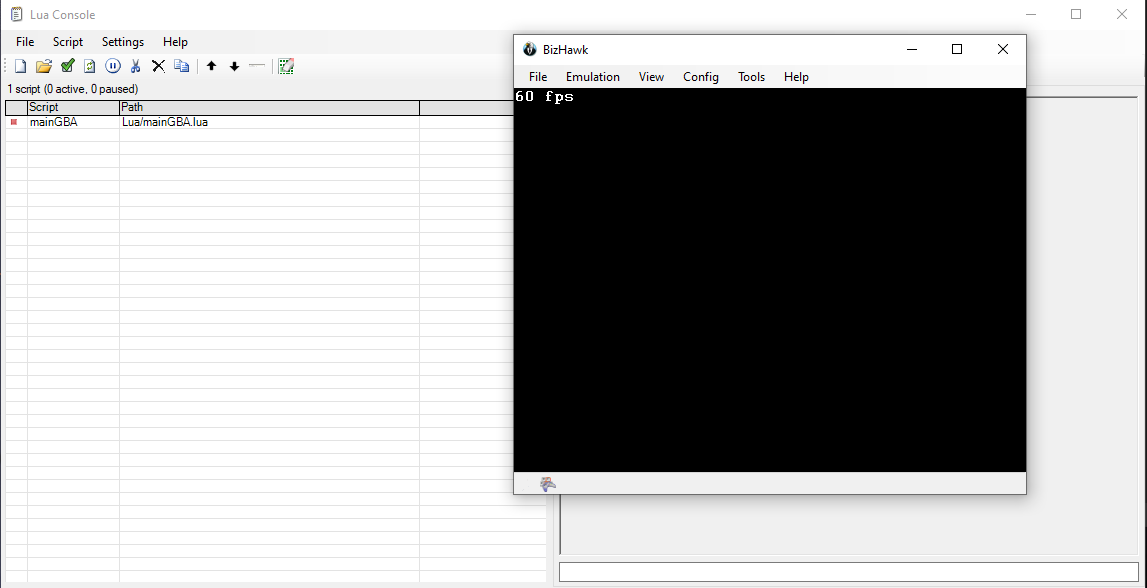 Lua Console
File Script Settings Help
1 script (0 active, 0 paused)
Script Path
mainGBA Lua/mainGBA.lua
BizHawk
File Emulation View Config Tools Help
60 fps